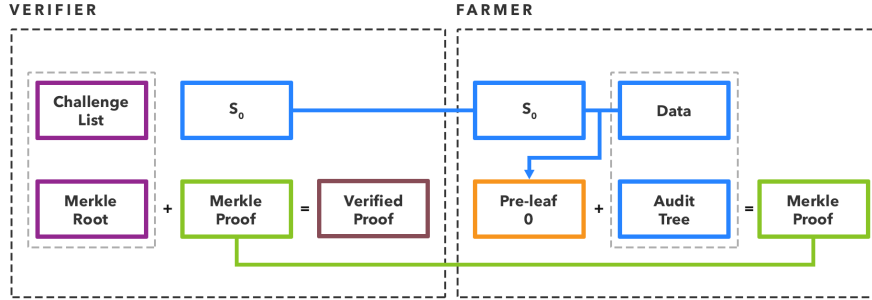 VERIFIER
FARMER
Challenge
List
S₀
S₀
Data
Merkle
Root
+
Merkle
Proof
=
Verified
Proof
Pre-leaf
0
+
Audit
Tree
=
Merkle
Proof